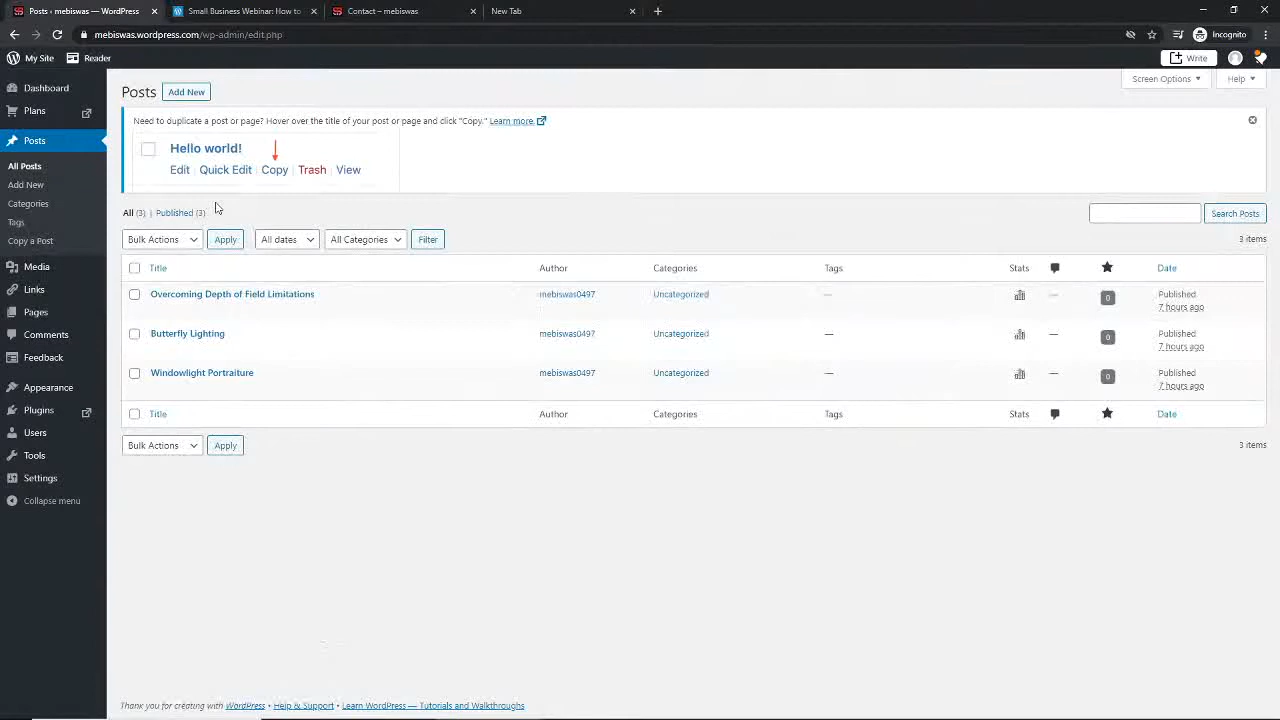 Posts ‹ mebiswas — WordPress
Small Business Webinar: How to
Contact – mebiswas
New Tab
mebiswas.wordpress.com/wp-admin/edit.php
Incognito
My Site
Reader
Write
Dashboard
Plans
Posts
All Posts
Add New
Categories
Tags
Copy a Post
Media
Links
Pages
Comments
Feedback
Appearance
Plugins
Users
Tools
Settings
Collapse menu
Posts Add New
Screen Options Help
Need to duplicate a post or page? Hover over the title of your post or page and click "Copy." Learn more.
Hello world!
Edit | Quick Edit | Copy | Trash | View
All (3) | Published (3)
Search Posts
Bulk Actions Apply All dates All Categories Filter 3 items
Title Author Categories Tags Stats Date
Overcoming Depth of Field Limitations mebiswas0497 Uncategorized — — 0 Published
7 hours ago
Butterfly Lighting mebiswas0497 Uncategorized — — 0 Published
7 hours ago
Windowlight Portraiture mebiswas0497 Uncategorized — — 0 Published
7 hours ago
Title Author Categories Tags Stats Date
Bulk Actions Apply 3 items
Thank you for creating with WordPress • Help & Support • Learn WordPress — Tutorials and Walkthroughs